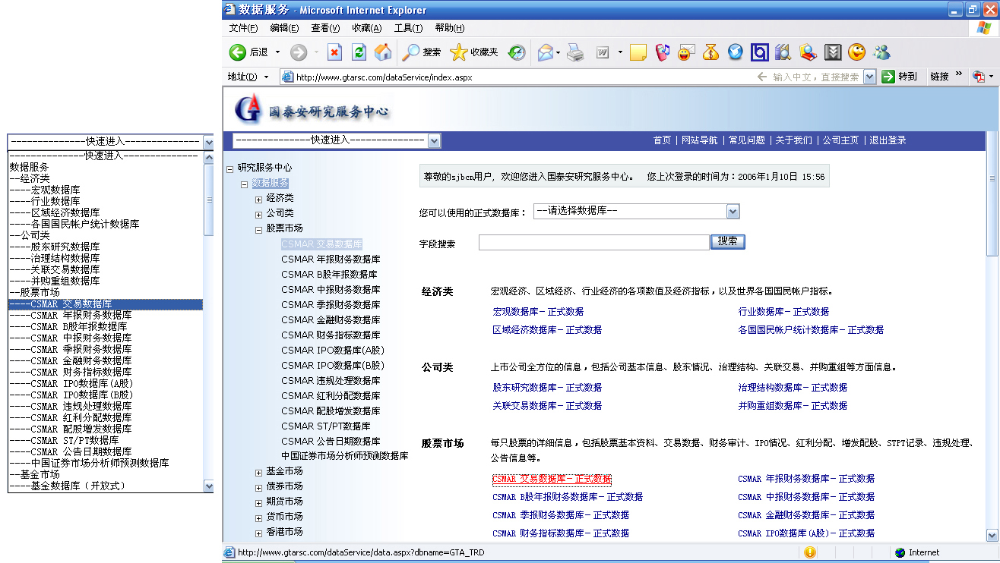 ---------------快速进入---------------
---------------快速进入---------------
数据服务
--经济类
----宏观数据库
----行业数据库
----区域经济数据库
----各国国民帐户统计数据库
--公司类
----股东研究数据库
----治理结构数据库
----关联交易数据库
----并购重组数据库
--股票市场
----CSMAR 交易数据库
----CSMAR 年报财务数据库
----CSMAR B股年报数据库
----CSMAR 中报财务数据库
----CSMAR 季报财务数据库
----CSMAR 金融财务数据库
----CSMAR 财务指标数据库
----CSMAR IPO数据库(A股)
----CSMAR IPO数据库(B股)
----CSMAR 违规处理数据库
----CSMAR 红利分配数据库
----CSMAR 配股增发数据库
----CSMAR ST/PT数据库
----CSMAR 公告日期数据库
----中国证券市场分析师预测数据库
--基金市场
----基金数据库(开放式)
数据服务 - Microsoft Internet Explorer
文件(F) 编辑(E) 查看(V) 收藏(A) 工具(T) 帮助(H)
后退 搜索 收藏夹
地址(D) http://www.gtarsc.com/dataService/index.aspx 输入中文，直接搜索 转到 链接 »
国泰安研究服务中心
---------------快速进入---------------
首页 | 网站导航 | 常见问题 | 关于我们 | 公司主页 | 退出登录
研究服务中心
数据服务
经济类
公司类
股票市场
CSMAR 交易数据库
CSMAR 年报财务数据库
CSMAR B股年报数据库
CSMAR 中报财务数据库
CSMAR 季报财务数据库
CSMAR 金融财务数据库
CSMAR 财务指标数据库
CSMAR IPO数据库(A股)
CSMAR IPO数据库(B股)
CSMAR 违规处理数据库
CSMAR 红利分配数据库
CSMAR 配股增发数据库
CSMAR ST/PT数据库
CSMAR 公告日期数据库
中国证券市场分析师预测数据库
基金市场
债券市场
期货市场
货币市场
香港市场
尊敬的sjbcn用户, 欢迎您进入国泰安研究服务中心。 您上次登录的时间为：2006年1月10日 15:56
您可以使用的正式数据库： --请选择数据库--
字段搜索 搜索
经济类 宏观经济、区域经济、行业经济的各项数值及经济指标，以及世界各国国民帐户指标。
宏观数据库－正式数据 行业数据库－正式数据
区域经济数据库－正式数据 各国国民帐户统计数据库－正式数据
公司类 上市公司全方位的信息，包括公司基本信息、股东情况、治理结构、关联交易、并购重组等方面信息。
股东研究数据库－正式数据 治理结构数据库－正式数据
关联交易数据库－正式数据 并购重组数据库－正式数据
股票市场 每只股票的详细信息，包括股票基本资料、交易数据、财务审计、IPO情况、红利分配、增发配股、STPT记录、违规处理、
公告信息等。
CSMAR 交易数据库－正式数据 CSMAR 年报财务数据库－正式数据
CSMAR B股年报财务数据库－正式数据 CSMAR 中报财务数据库－正式数据
CSMAR 季报财务数据库－正式数据 CSMAR 金融财务数据库－正式数据
CSMAR 财务指标数据库－正式数据 CSMAR IPO数据库(A股)－正式数据
http://www.gtarsc.com/dataService/data.aspx?dbname=GTA_TRD Internet